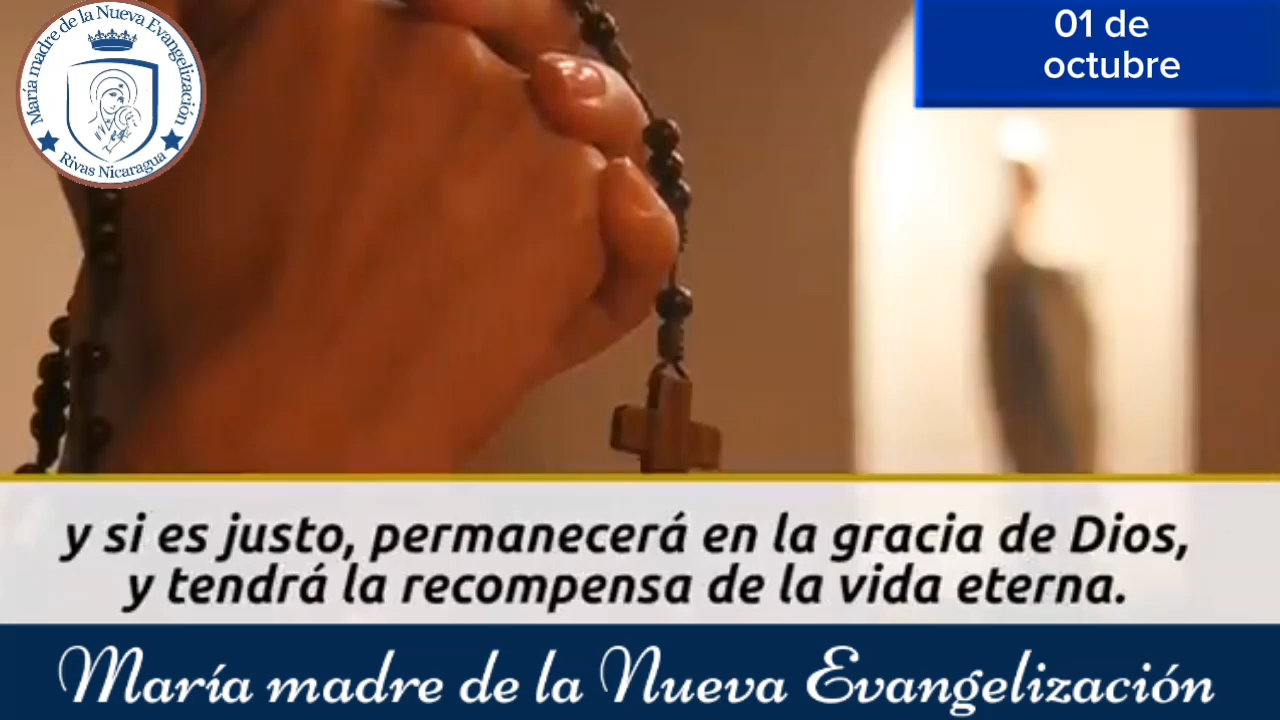 María madre de la Nueva Evangelización
Rivas Nicaragua
01 de
octubre
y si es justo, permanecerá en la gracia de Dios,
y tendrá la recompensa de la vida eterna.
María madre de la Nueva Evangelización